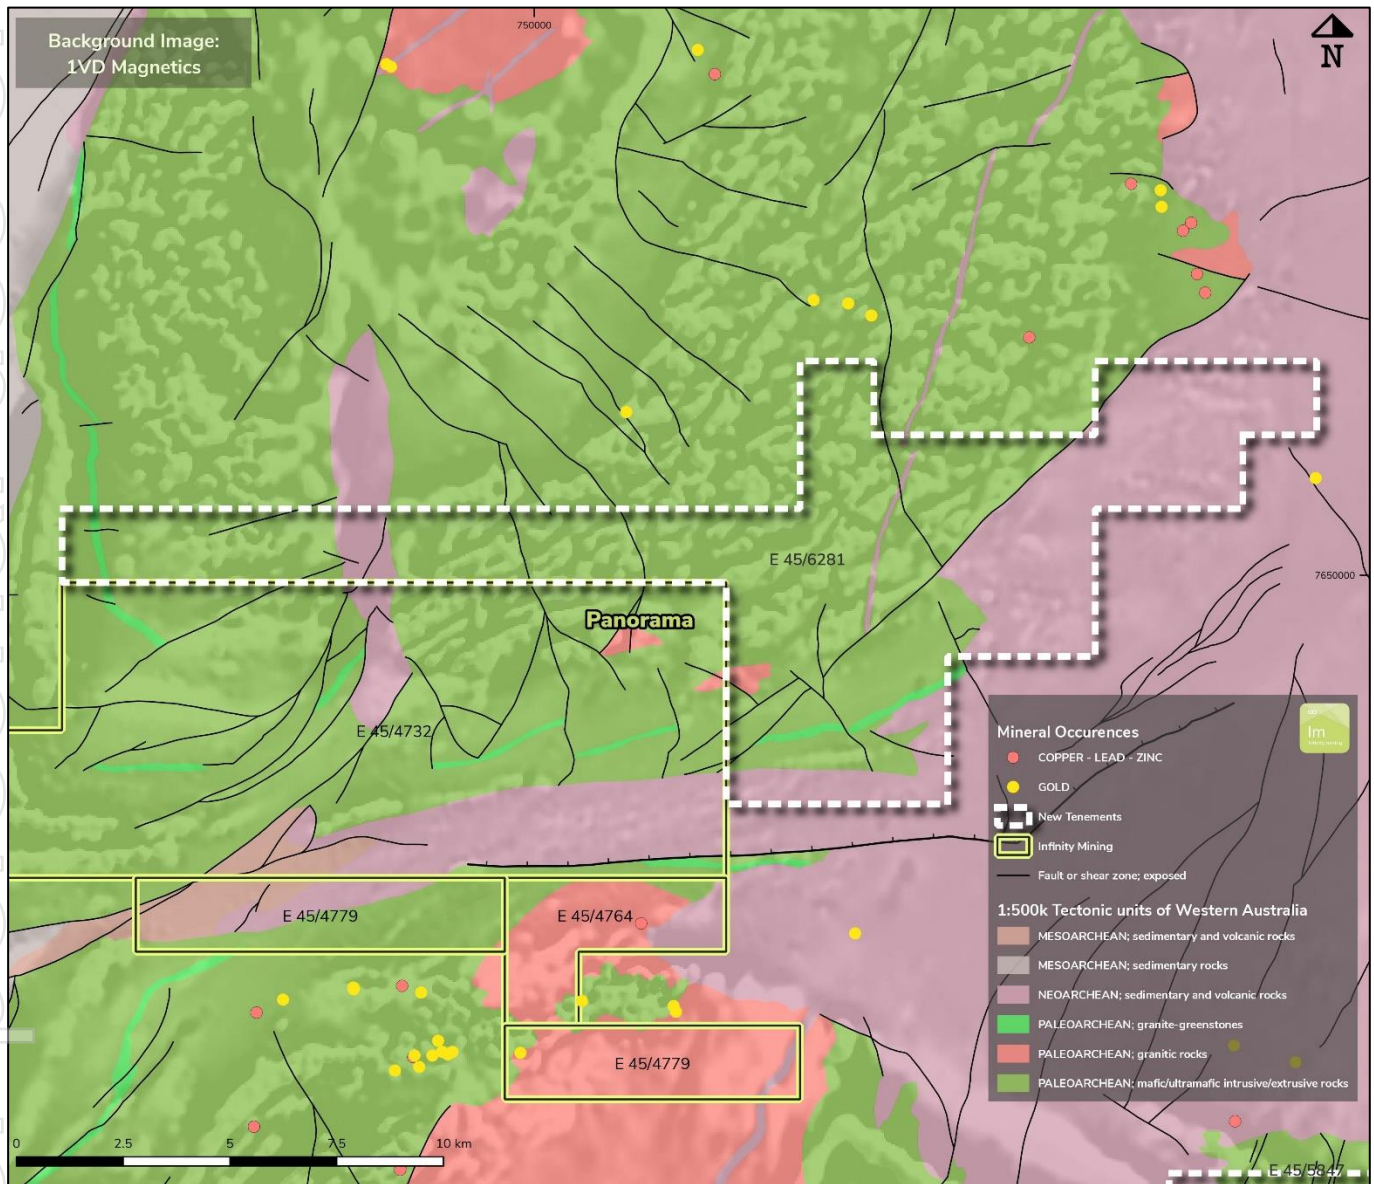 Background Image:
1VD Magnetics
750000
N
E 45/6281
7650000
Panorama
E 45/4732
E 45/4779
E 45/4764
E 45/4779
Mineral Occurences
COPPER - LEAD - ZINC
GOLD
New Tenements
Infinity Mining
Fault or shear zone; exposed
1:500k Tectonic units of Western Australia
MESOARCHEAN; sedimentary and volcanic rocks
MESOARCHEAN; sedimentary rocks
NEOARCHEAN; sedimentary and volcanic rocks
PALEOARCHEAN; granite-greenstones
PALEOARCHEAN; granitic rocks
PALEOARCHEAN; mafic/ultramafic intrusive/extrusive rocks
Im
0 2.5 5 7.5 10 km
E 45/5847